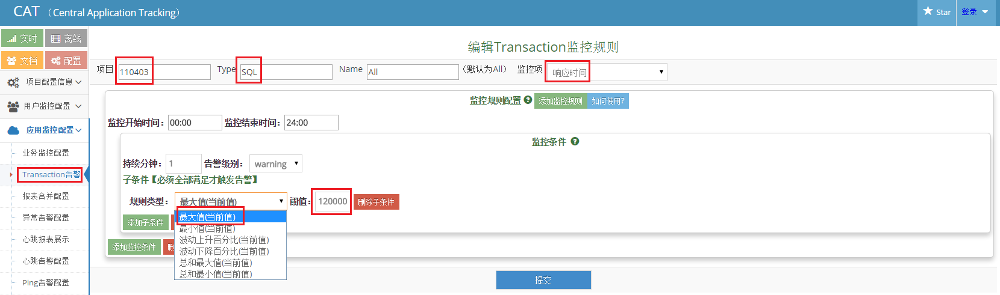 CAT （Central Application Tracking）
Star 登录
实时 离线
文档 配置
项目配置信息
用户监控配置
应用监控配置
业务监控配置
Transaction告警
报表合并配置
异常告警配置
心跳报表展示
心跳告警配置
Ping告警配置
编辑Transaction监控规则
项目 110403 Type SQL Name All （默认为All） 监控项 响应时间
监控规则配置 添加监控规则 如何使用?
监控开始时间： 00:00 监控结束时间： 24:00
监控条件
持续分钟： 1 告警级别： warning
子条件【必须全部满足才触发告警】
规则类型： 最大值(当前值) 阈值： 120000 删除子条件
最大值(当前值)
最小值(当前值)
波动上升百分比(当前值)
波动下降百分比(当前值)
总和最大值(当前值)
总和最小值(当前值)
添加子条件
添加监控条件 删
提交